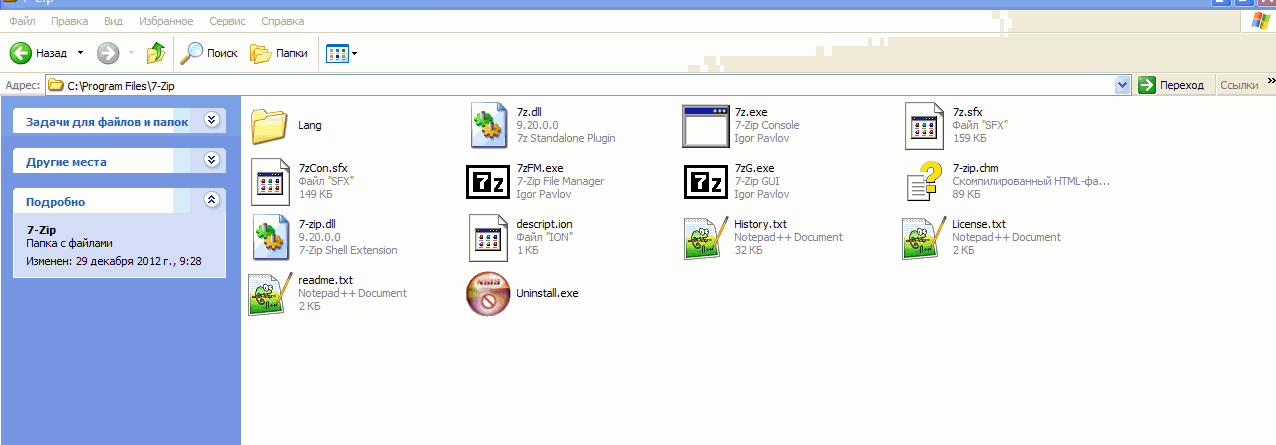 7-Zip
Файл Правка Вид Избранное Сервис Справка
Назад Поиск Папки
Адрес: C:\Program Files\7-Zip Переход Ссылки »
Задачи для файлов и папок
Другие места
Подробно
7-Zip
Папка с файлами
Изменен: 29 декабря 2012 г., 9:28
Lang
7z.dll
9.20.0.0
7z Standalone Plugin
7z.exe
7-Zip Console
Igor Pavlov
7z.sfx
Файл "SFX"
159 КБ
7zCon.sfx
Файл "SFX"
149 КБ
7zFM.exe
7-Zip File Manager
Igor Pavlov
7zG.exe
7-Zip GUI
Igor Pavlov
7-zip.chm
Скомпилированный HTML-фа...
89 КБ
7-zip.dll
9.20.0.0
7-Zip Shell Extension
descript.ion
Файл "ION"
1 КБ
History.txt
Notepad++ Document
32 КБ
License.txt
Notepad++ Document
2 КБ
readme.txt
Notepad++ Document
2 КБ
Uninstall.exe